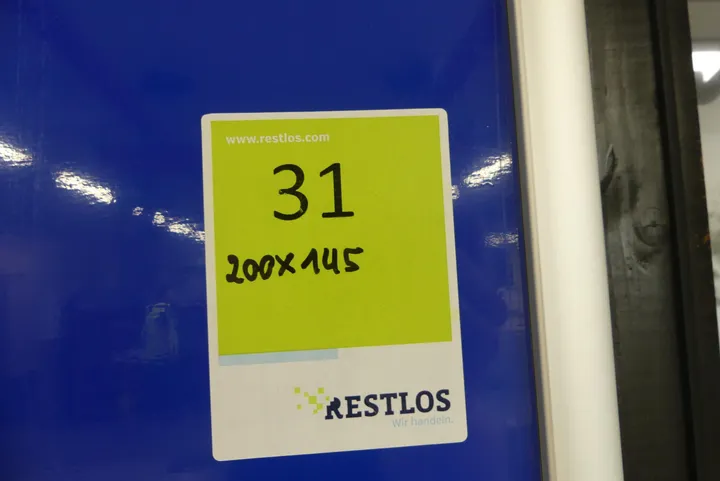 www.restlos.com
31
200x145
RESTLOS
Wir handeln.